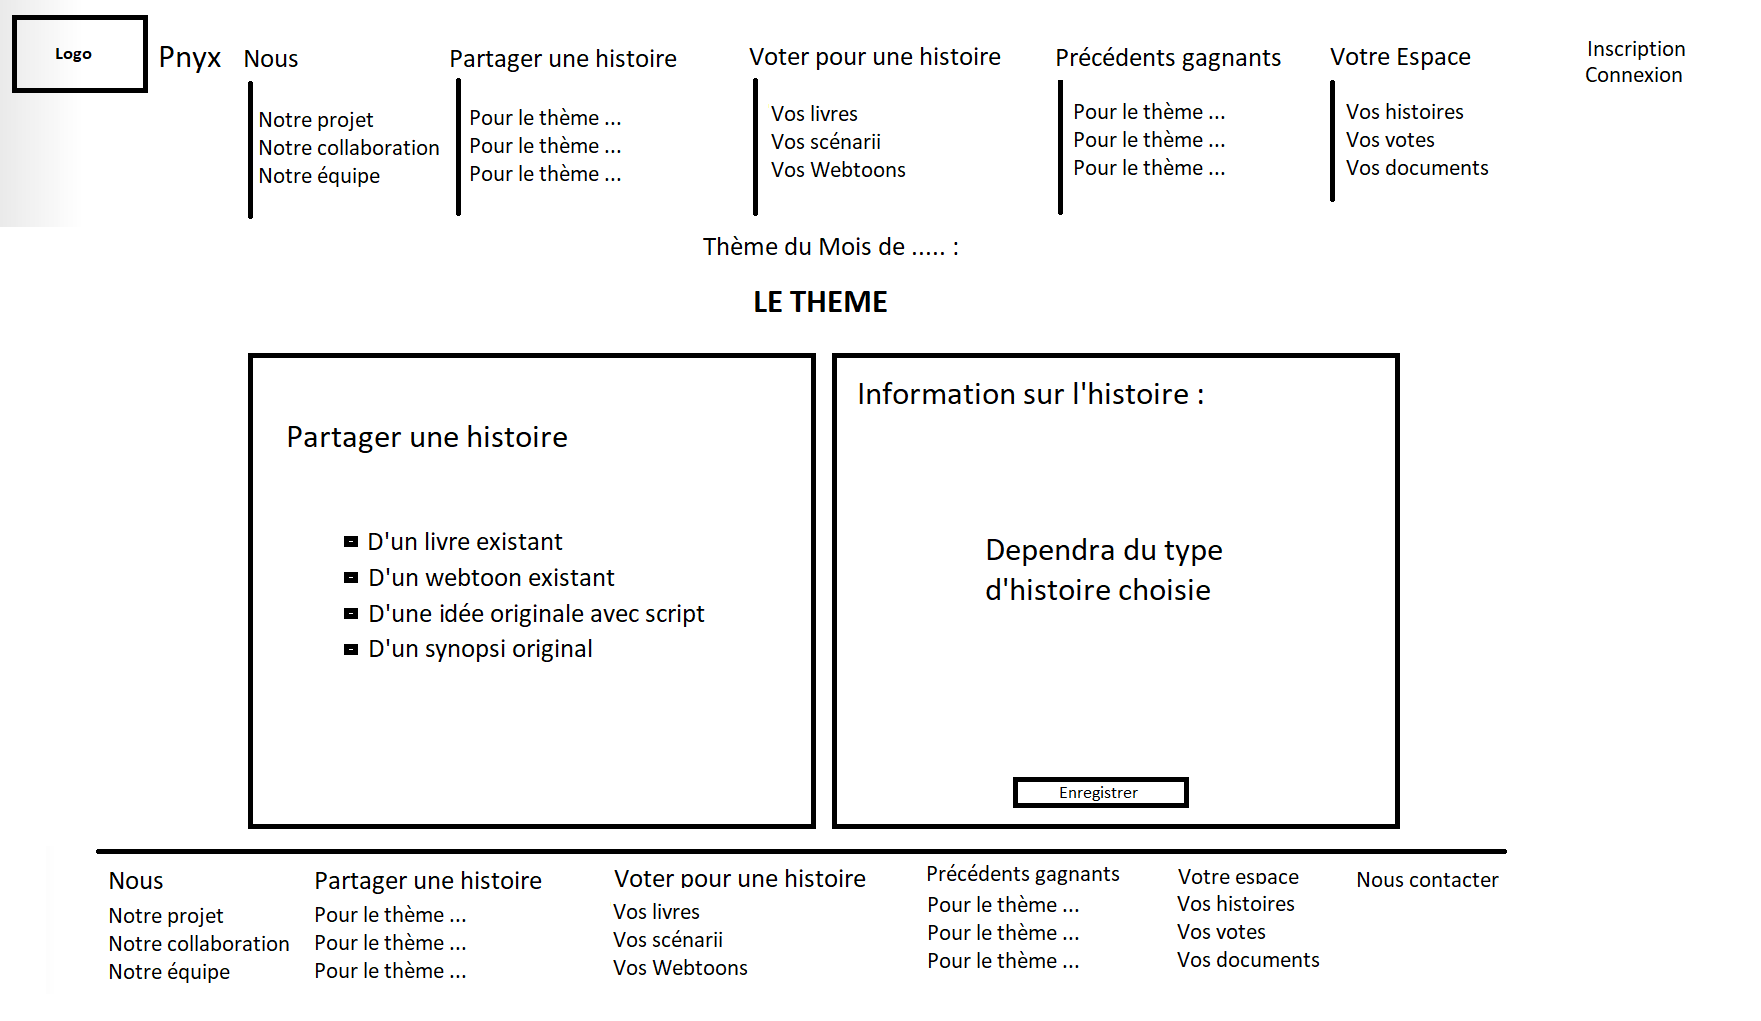 Logo
Pnyx
Nous
Notre projet
Notre collaboration
Notre équipe
Partager une histoire
Pour le thème ...
Pour le thème ...
Pour le thème ...
Voter pour une histoire
Vos livres
Vos scénarii
Vos Webtoons
Précédents gagnants
Pour le thème ...
Pour le thème ...
Pour le thème ...
Votre Espace
Vos histoires
Vos votes
Vos documents
Inscription
Connexion
Thème du Mois de ..... :
LE THEME
Partager une histoire
D'un livre existant
D'un webtoon existant
D'une idée originale avec script
D'un synopsi original
Information sur l'histoire :
Dependra du type
d'histoire choisie
Enregistrer
Nous
Notre projet
Notre collaboration
Notre équipe
Partager une histoire
Pour le thème ...
Pour le thème ...
Pour le thème ...
Voter pour une histoire
Vos livres
Vos scénarii
Vos Webtoons
Précédents gagnants
Pour le thème ...
Pour le thème ...
Pour le thème ...
Votre espace
Vos histoires
Vos votes
Vos documents
Nous contacter